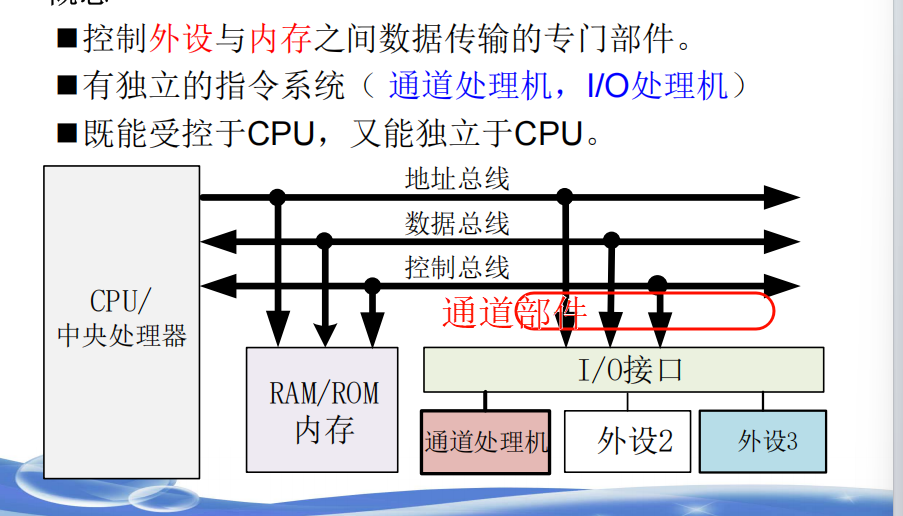 ■控制外设与内存之间数据传输的专门部件。
■有独立的指令系统（ 通道处理机，I/O处理机）
■既能受控于CPU，又能独立于CPU。
地址总线
数据总线
控制总线
通道部件
CPU/
中央处理器
RAM/ROM
内存
I/O接口
通道处理机
外设2
外设3